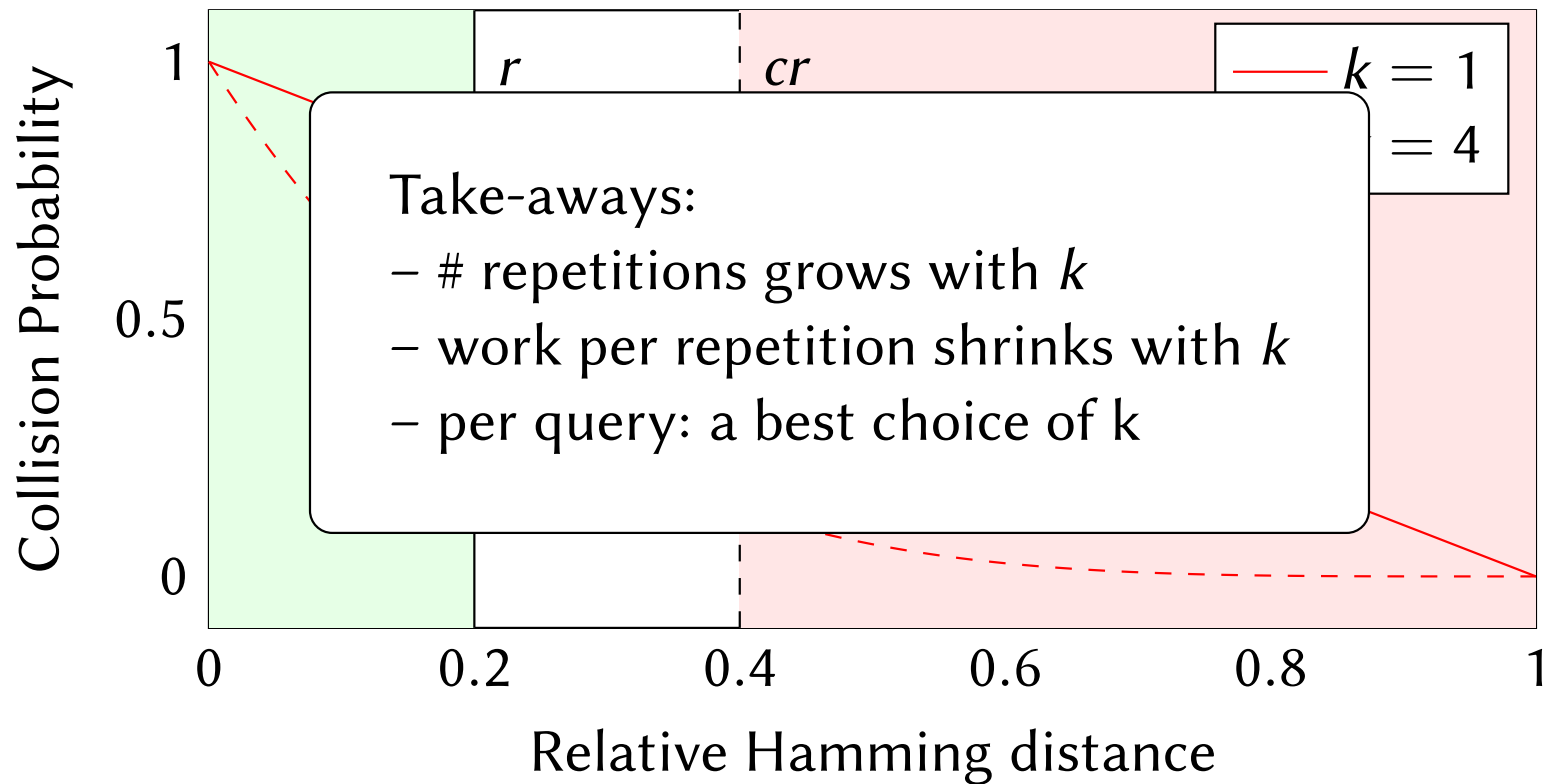 Collision Probability
1
0.5
0
r
cr
k = 1
= 4
Take-aways:
– # repetitions grows with k
– work per repetition shrinks with k
– per query: a best choice of k
0
0.2
0.4
0.6
0.8
1
Relative Hamming distance